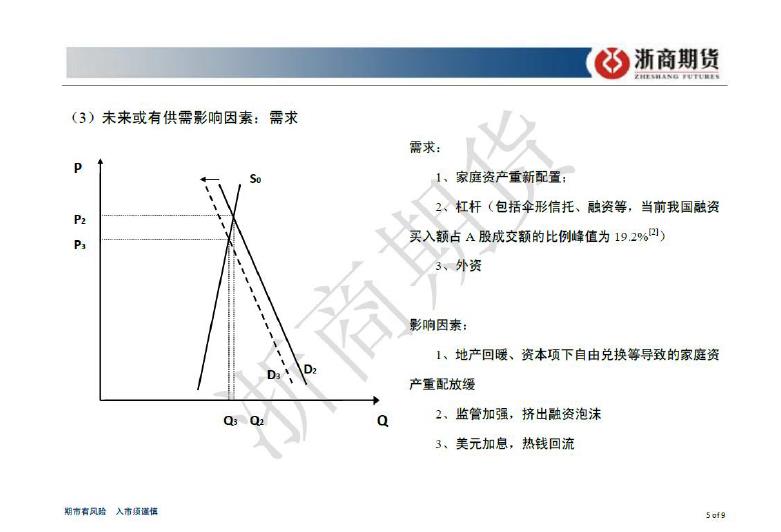 浙商期货
ZHESHANG FUTURES
（3）未来或有供需影响因素：需求
P
S0
P2
P3
D3
D2
Q3
Q2
Q
需求：
1、家庭资产重新配置；
2、杠杆（包括伞形信托、融资等，当前我国融资
买入额占 A 股成交额的比例峰值为 19.2%[2]）
3、外资
影响因素：
1、地产回暖、资本项下自由兑换等导致的家庭资
产重配放缓
2、监管加强，挤出融资泡沫
3、美元加息，热钱回流
浙商期货
期市有风险 入市须谨慎
5 of 9